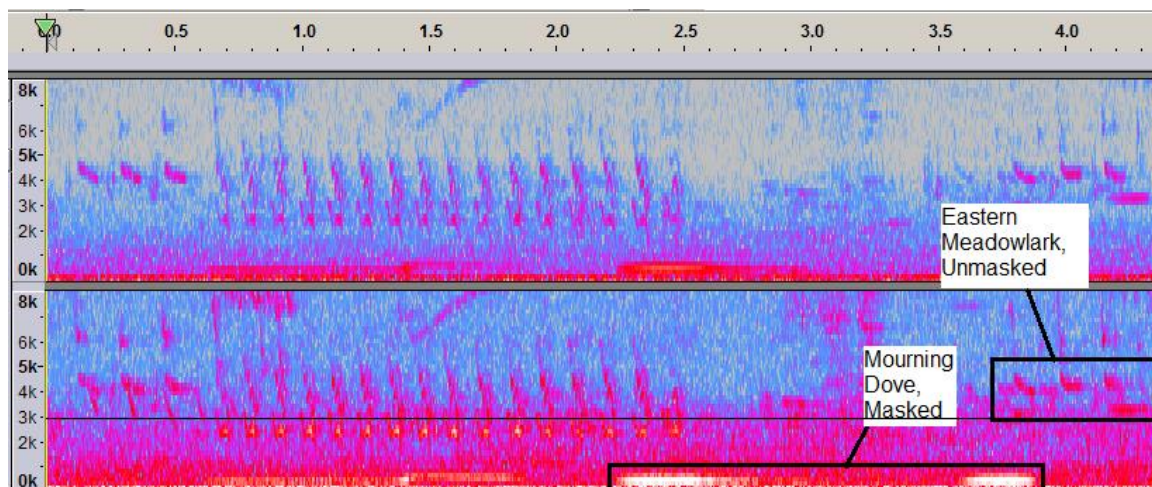 0.0 0.5 1.0 1.5 2.0 2.5 3.0 3.5 4.0
8k
6k
5k
4k
3k
2k
0k
Eastern
Meadowlark,
Unmasked
8k
6k
5k
4k
3k
2k
0k
Mourning
Dove,
Masked